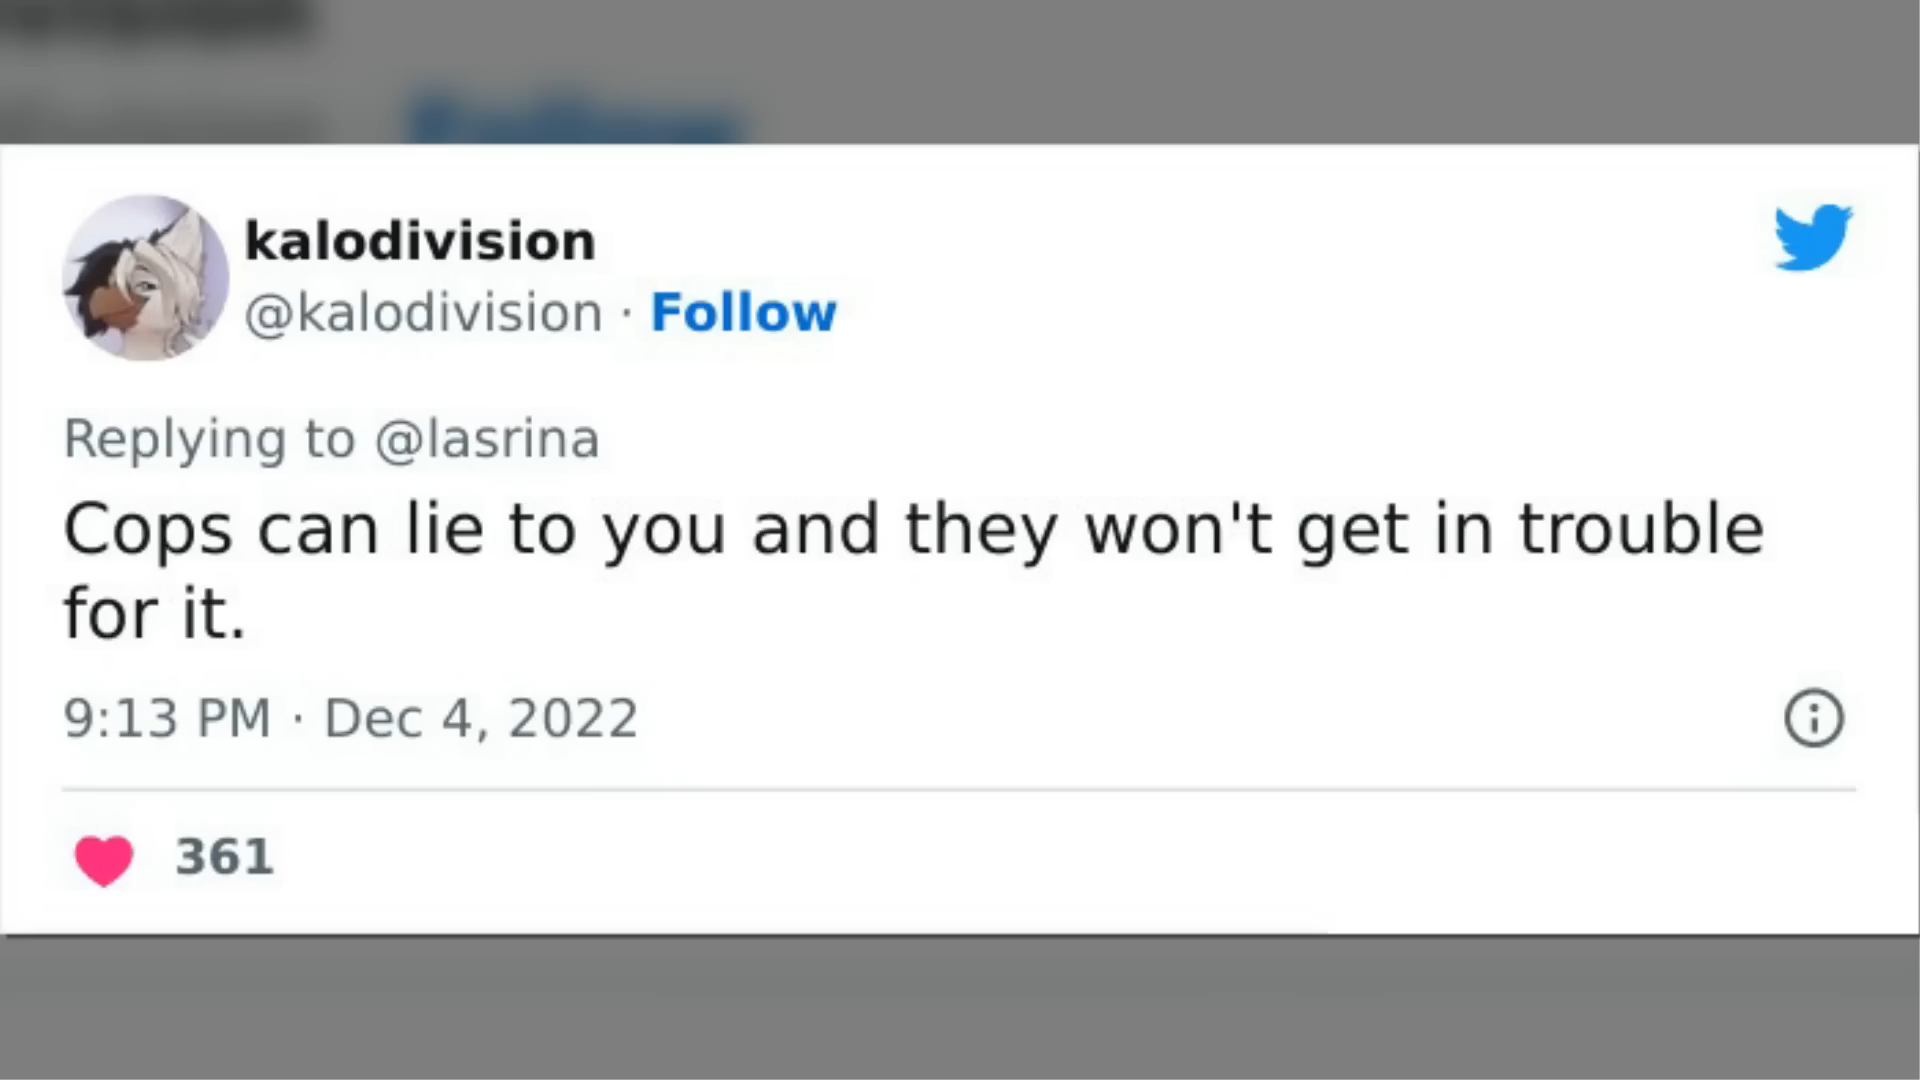 kalodivision
@kalodivision · Follow
Replying to @lasrina
Cops can lie to you and they won't get in trouble
for it.
9:13 PM · Dec 4, 2022
361